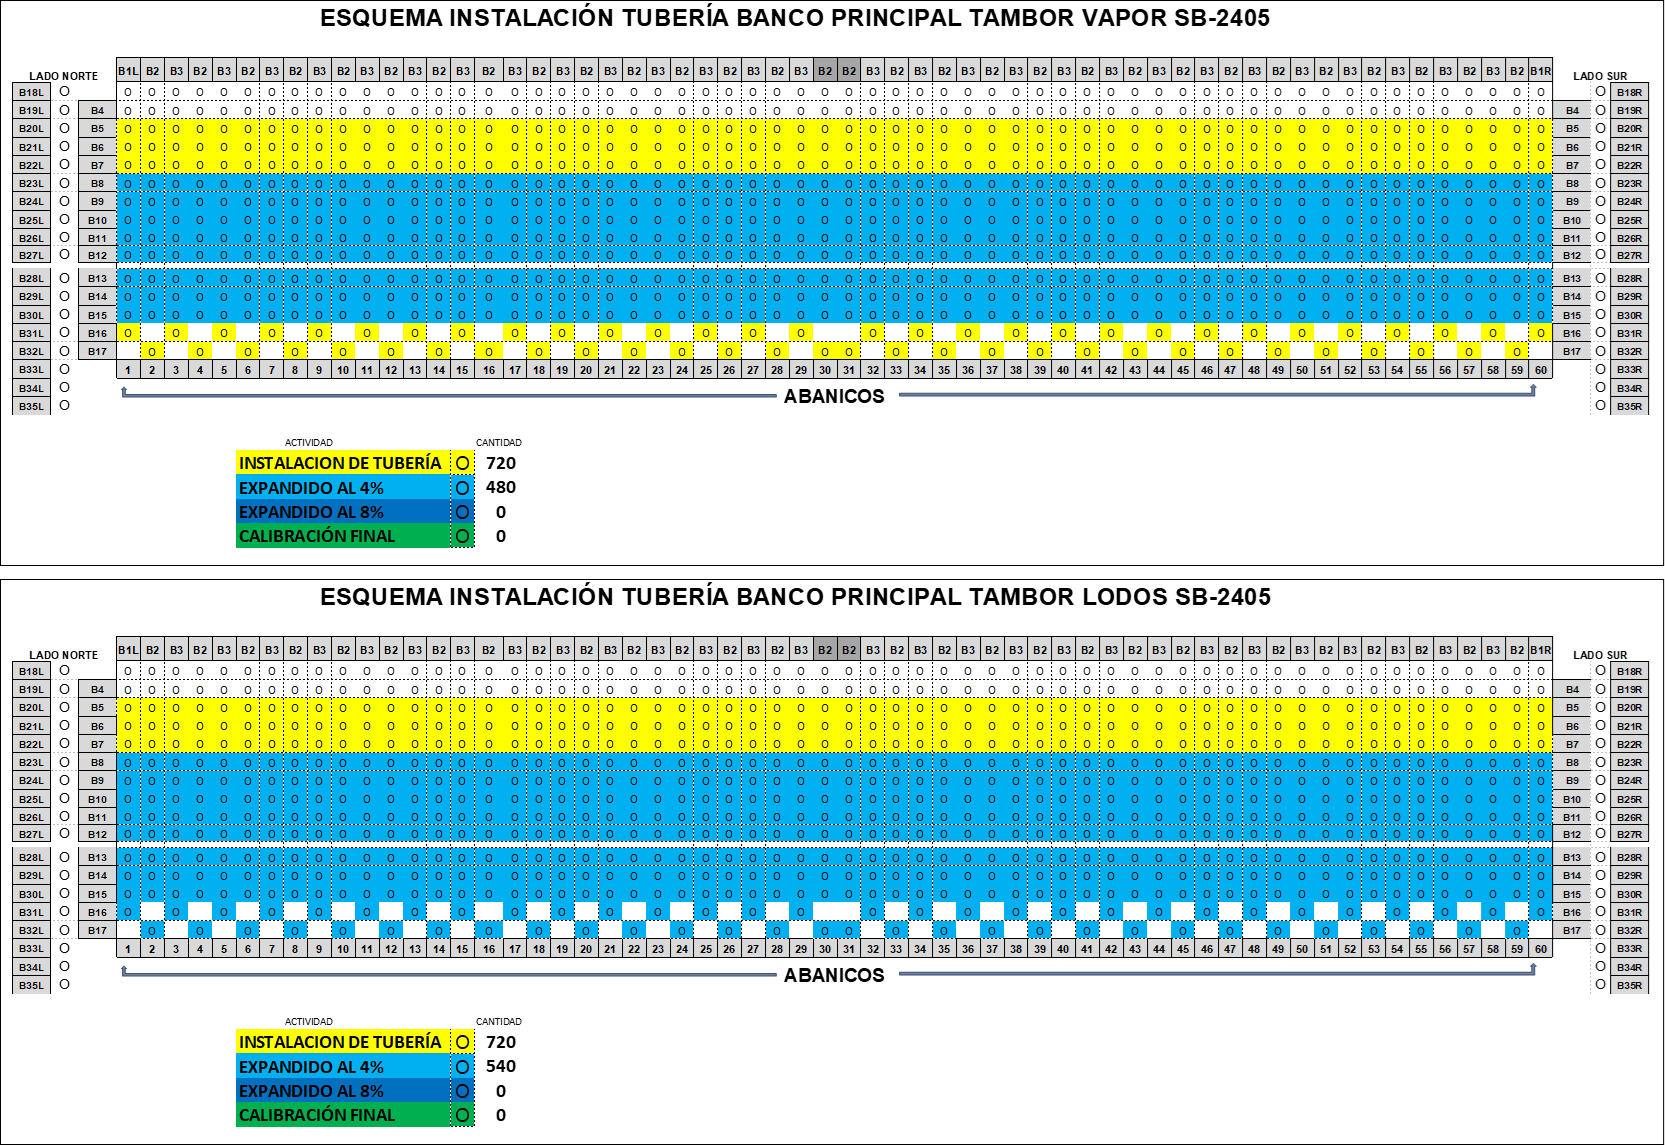 ESQUEMA INSTALACIÓN TUBERÍA BANCO PRINCIPAL TAMBOR VAPOR SB-2405
B1L B2 B3 B2 B3 B2 B3 B2 B3 B2 B3 B2 B3 B2 B3 B2 B3 B2 B3 B2 B3 B2 B3 B2 B3 B2 B3 B2 B3 B2 B2 B3 B2 B3 B2 B3 B2 B3 B2 B3 B2 B3 B2 B3 B2 B3 B2 B3 B2 B3 B2 B3 B2 B3 B2 B3 B2 B3 B2 B1R
LADO NORTE LADO SUR
B18L B18R
B19L B4 B4 B19R
B20L B5 B5 B20R
B21L B6 B6 B21R
B22L B7 B7 B22R
B23L B8 B8 B23R
B24L B9 B9 B24R
B25L B10 B10 B25R
B26L B11 B11 B26R
B27L B12 B12 B27R
B28L B13 B13 B28R
B29L B14 B14 B29R
B30L B15 B15 B30R
B31L B16 B16 B31R
B32L B17 B17 B32R
B33L 1 2 3 4 5 6 7 8 9 10 11 12 13 14 15 16 17 18 19 20 21 22 23 24 25 26 27 28 29 30 31 32 33 34 35 36 37 38 39 40 41 42 43 44 45 46 47 48 49 50 51 52 53 54 55 56 57 58 59 60 B33R
B34L B34R
ABANICOS
B35L B35R
ACTIVIDAD CANTIDAD
INSTALACION DE TUBERÍA O 720
EXPANDIDO AL 4% O 480
EXPANDIDO AL 8% O 0
CALIBRACIÓN FINAL O 0
ESQUEMA INSTALACIÓN TUBERÍA BANCO PRINCIPAL TAMBOR LODOS SB-2405
B1L B2 B3 B2 B3 B2 B3 B2 B3 B2 B3 B2 B3 B2 B3 B2 B3 B2 B3 B2 B3 B2 B3 B2 B3 B2 B3 B2 B3 B2 B2 B3 B2 B3 B2 B3 B2 B3 B2 B3 B2 B3 B2 B3 B2 B3 B2 B3 B2 B3 B2 B3 B2 B3 B2 B3 B2 B3 B2 B1R
LADO NORTE LADO SUR
B18L B18R
B19L B4 B4 B19R
B20L B5 B5 B20R
B21L B6 B6 B21R
B22L B7 B7 B22R
B23L B8 B8 B23R
B24L B9 B9 B24R
B25L B10 B10 B25R
B26L B11 B11 B26R
B27L B12 B12 B27R
B28L B13 B13 B28R
B29L B14 B14 B29R
B30L B15 B15 B30R
B31L B16 B16 B31R
B32L B17 B17 B32R
B33L 1 2 3 4 5 6 7 8 9 10 11 12 13 14 15 16 17 18 19 20 21 22 23 24 25 26 27 28 29 30 31 32 33 34 35 36 37 38 39 40 41 42 43 44 45 46 47 48 49 50 51 52 53 54 55 56 57 58 59 60 B33R
B34L B34R
ABANICOS
B35L B35R
ACTIVIDAD CANTIDAD
INSTALACION DE TUBERÍA O 720
EXPANDIDO AL 4% O 540
EXPANDIDO AL 8% O 0
CALIBRACIÓN FINAL O 0